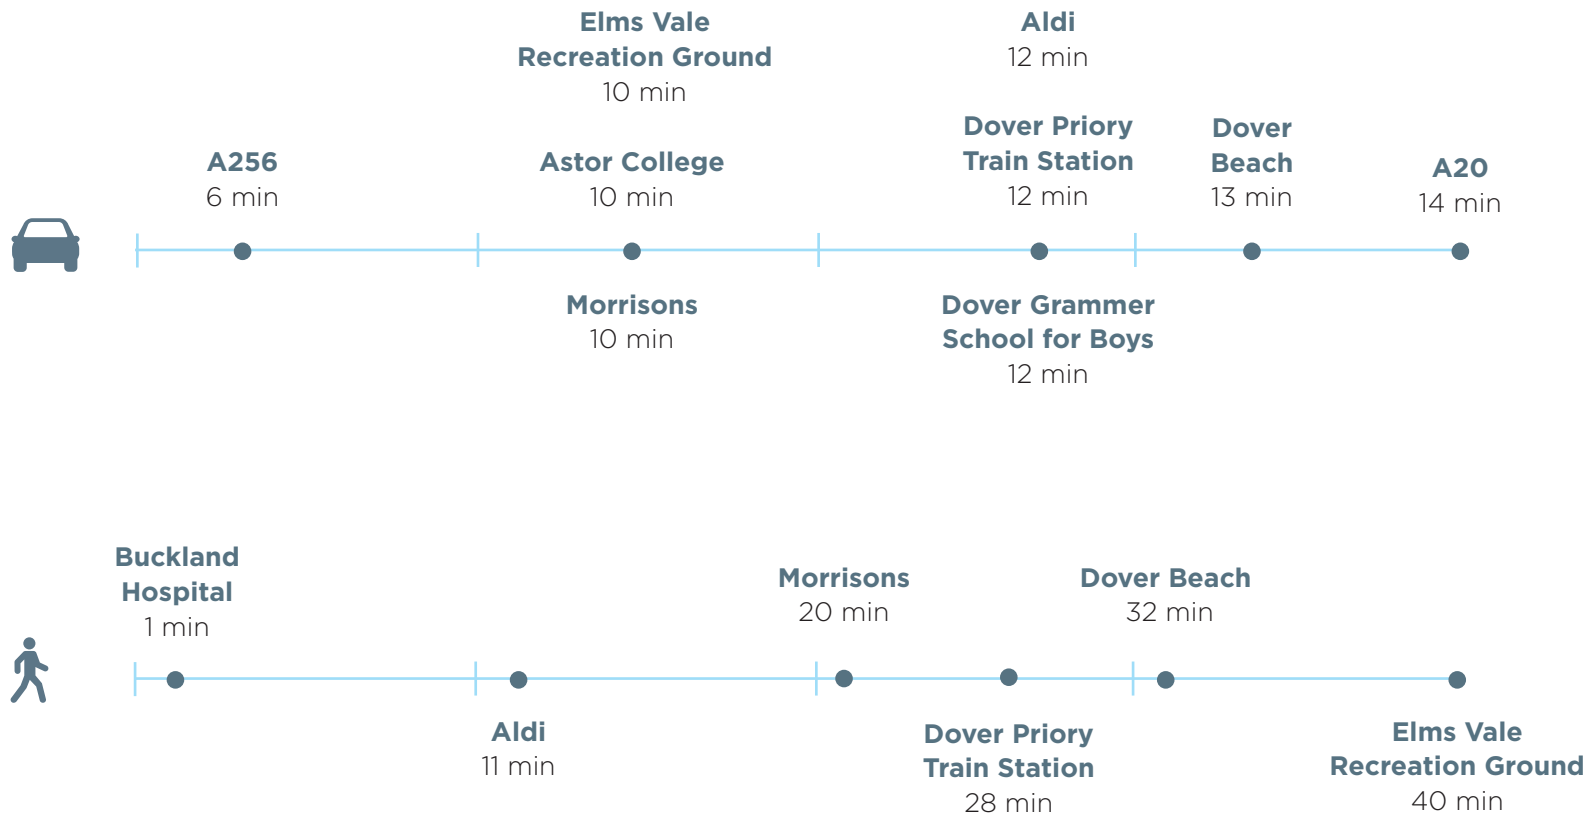 Elms Vale
Recreation Ground
10 min
Aldi
12 min
A256
6 min
Astor College
10 min
Dover Priory
Train Station
12 min
Dover
Beach
13 min
A20
14 min
Morrisons
10 min
Dover Grammer
School for Boys
12 min
Buckland
Hospital
1 min
Morrisons
20 min
Dover Beach
32 min
Aldi
11 min
Dover Priory
Train Station
28 min
Elms Vale
Recreation Ground
40 min